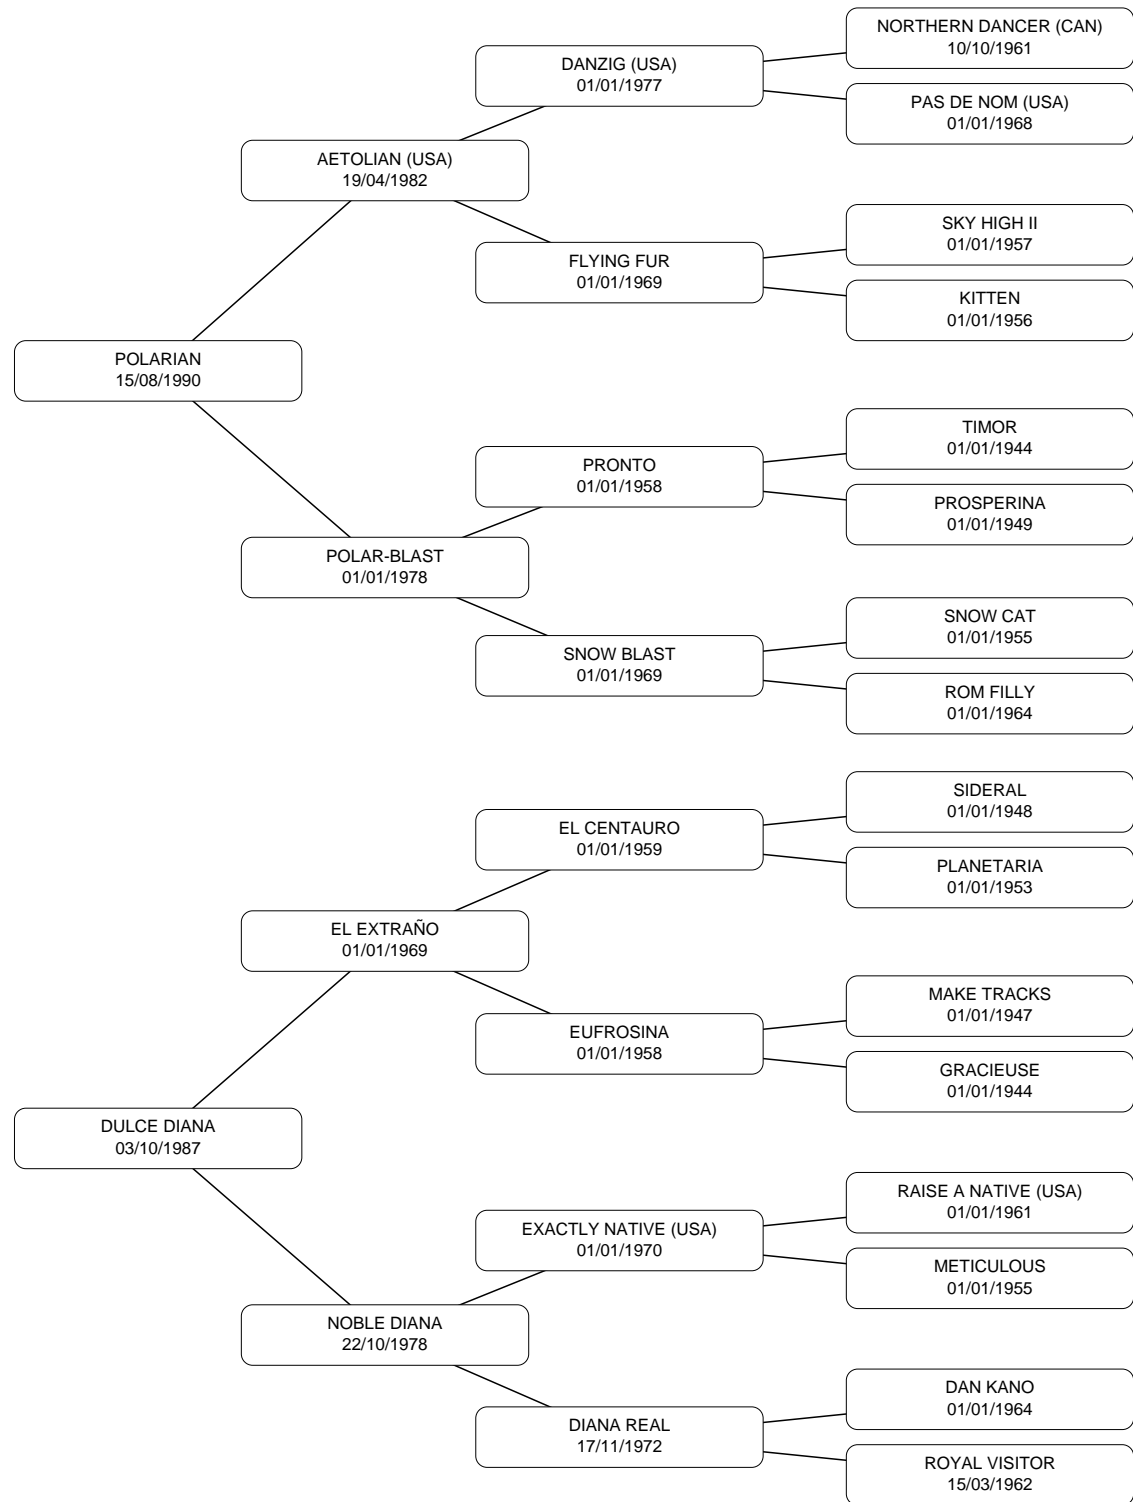 NORTHERN DANCER (CAN)
10/10/1961
DANZIG (USA)
01/01/1977
PAS DE NOM (USA)
01/01/1968
AETOLIAN (USA)
19/04/1982
SKY HIGH II
01/01/1957
FLYING FUR
01/01/1969
KITTEN
01/01/1956
POLARIAN
15/08/1990
TIMOR
01/01/1944
PRONTO
01/01/1958
PROSPERINA
01/01/1949
POLAR-BLAST
01/01/1978
SNOW CAT
01/01/1955
SNOW BLAST
01/01/1969
ROM FILLY
01/01/1964
SIDERAL
01/01/1948
EL CENTAURO
01/01/1959
PLANETARIA
01/01/1953
EL EXTRAÑO
01/01/1969
MAKE TRACKS
01/01/1947
EUFROSINA
01/01/1958
GRACIEUSE
01/01/1944
DULCE DIANA
03/10/1987
RAISE A NATIVE (USA)
01/01/1961
EXACTLY NATIVE (USA)
01/01/1970
METICULOUS
01/01/1955
NOBLE DIANA
22/10/1978
DAN KANO
01/01/1964
DIANA REAL
17/11/1972
ROYAL VISITOR
15/03/1962